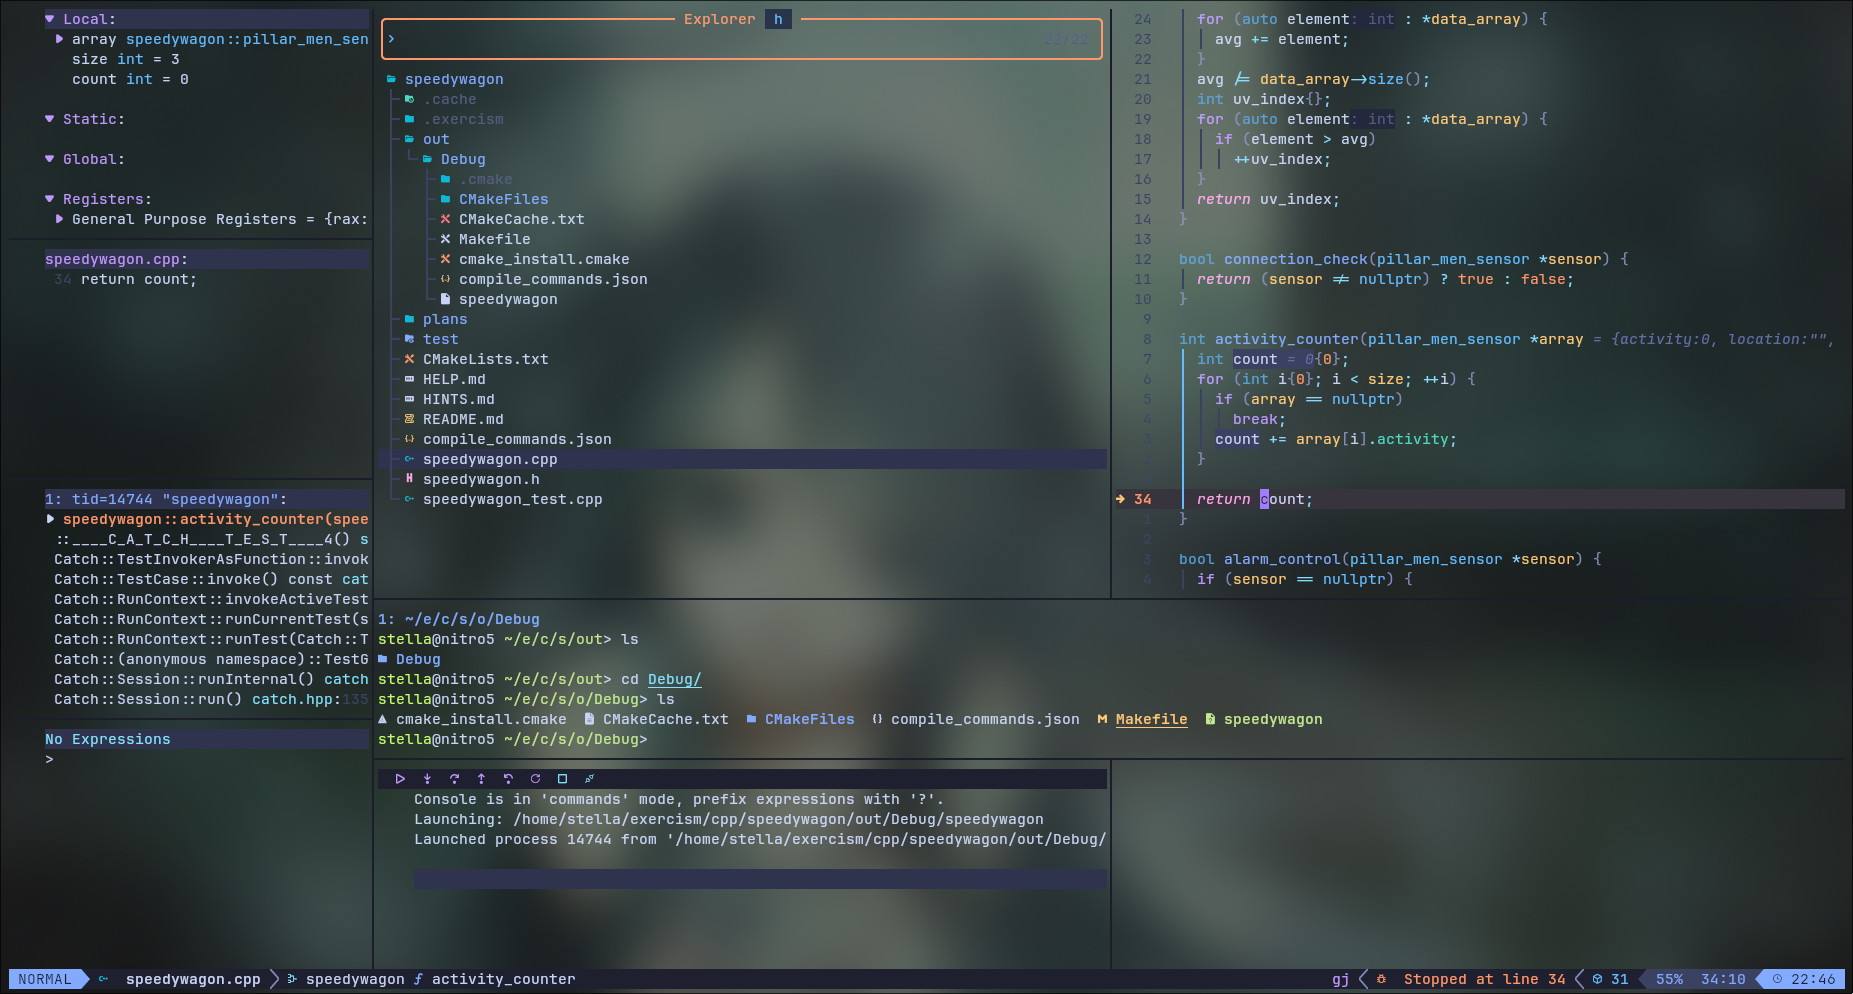 Local:
array speedywagon::pillar_men_sen
size int = 3
count int = 0
Static:
Global:
Registers:
General Purpose Registers = {rax:
speedywagon.cpp:
34 return count;
1: tid=14744 "speedywagon":
speedywagon::activity_counter(spee
::____C_A_T_C_H____T_E_S_T____4() s
Catch::TestInvokerAsFunction::invok
Catch::TestCase::invoke() const cat
Catch::RunContext::invokeActiveTest
Catch::RunContext::runCurrentTest(s
Catch::RunContext::runTest(Catch::T
Catch::(anonymous namespace)::TestG
Catch::Session::runInternal() catch
Catch::Session::run() catch.hpp:135
No Expressions
>
Explorer h
> 22/22
speedywagon
.cache
.exercism
out
Debug
.cmake
CMakeFiles
CMakeCache.txt
Makefile
cmake_install.cmake
compile_commands.json
speedywagon
plans
test
CMakeLists.txt
HELP.md
HINTS.md
README.md
compile_commands.json
speedywagon.cpp
speedywagon.h
speedywagon_test.cpp
24 for (auto element: int : *data_array) {
23 avg += element;
22 }
21 avg /= data_array->size();
20 int uv_index{};
19 for (auto element: int : *data_array) {
18 if (element > avg)
17 ++uv_index;
16 }
15 return uv_index;
14 }
13
12 bool connection_check(pillar_men_sensor *sensor) {
11 return (sensor != nullptr) ? true : false;
10 }
9
8 int activity_counter(pillar_men_sensor *array = {activity:0, location:"",
7 int count = 0{0};
6 for (int i{0}; i < size; ++i) {
5 if (array == nullptr)
4 break;
3 count += array[i].activity;
2 }
34 return count;
1 }
2
3 bool alarm_control(pillar_men_sensor *sensor) {
4 if (sensor == nullptr) {
1: ~/e/c/s/o/Debug
stella@nitro5 ~/e/c/s/out> ls
Debug
stella@nitro5 ~/e/c/s/out> cd Debug/
stella@nitro5 ~/e/c/s/o/Debug> ls
cmake_install.cmake CMakeCache.txt CMakeFiles compile_commands.json Makefile speedywagon
stella@nitro5 ~/e/c/s/o/Debug>
Console is in 'commands' mode, prefix expressions with '?'.
Launching: /home/stella/exercism/cpp/speedywagon/out/Debug/speedywagon
Launched process 14744 from '/home/stella/exercism/cpp/speedywagon/out/Debug/
NORMAL speedywagon.cpp speedywagon f activity_counter gj Stopped at line 34 31 55% 34:10 22:46